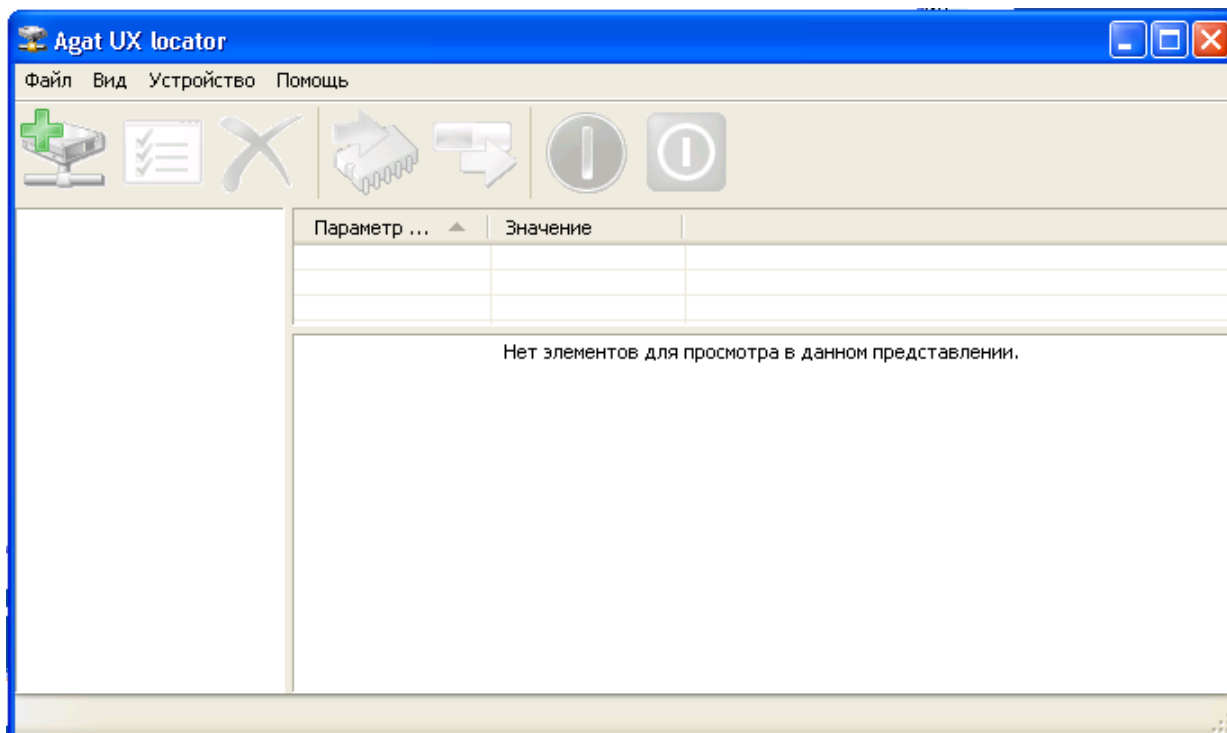 Agat UX locator
Файл Вид Устройство Помощь
Параметр ... Значение
Нет элементов для просмотра в данном представлении.